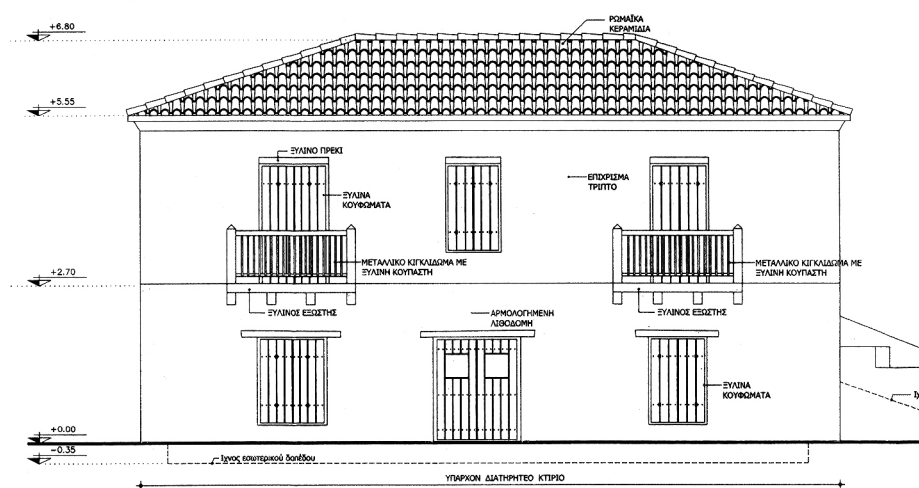 +6.80
ΡΩΜΑΪΚΑ
ΚΕΡΑΜΙΔΙΑ
+5.55
ΞΥΛΙΝΟ ΠΡΕΚΙ
ΕΠΙΧΡΙΣΜΑ
ΤΡΙΠΤΟ
ΞΥΛΙΝΑ
ΚΟΥΦΩΜΑΤΑ
ΜΕΤΑΛΛΙΚΟ ΚΙΓΚΛΙΔΩΜΑ ΜΕ
ΞΥΛΙΝΗ ΚΟΥΠΑΣΤΗ
ΜΕΤΑΛΛΙΚΟ ΚΙΓΚΛΙΔΩΜΑ ΜΕ
ΞΥΛΙΝΗ ΚΟΥΠΑΣΤΗ
+2.70
ΞΥΛΙΝΟΣ ΕΞΩΣΤΗΣ
ΑΡΜΟΛΟΓΗΜΕΝΗ
ΛΙΘΟΔΟΜΗ
ΞΥΛΙΝΟΣ ΕΞΩΣΤΗΣ
ΞΥΛΙΝΑ
ΚΟΥΦΩΜΑΤΑ
+0.00
-0.35
Ιχνος εσωτερικού δαπέδου
ΥΠΑΡΧΟΝ ΔΙΑΤΗΡΗΤΕΟ ΚΤΙΡΙΟ